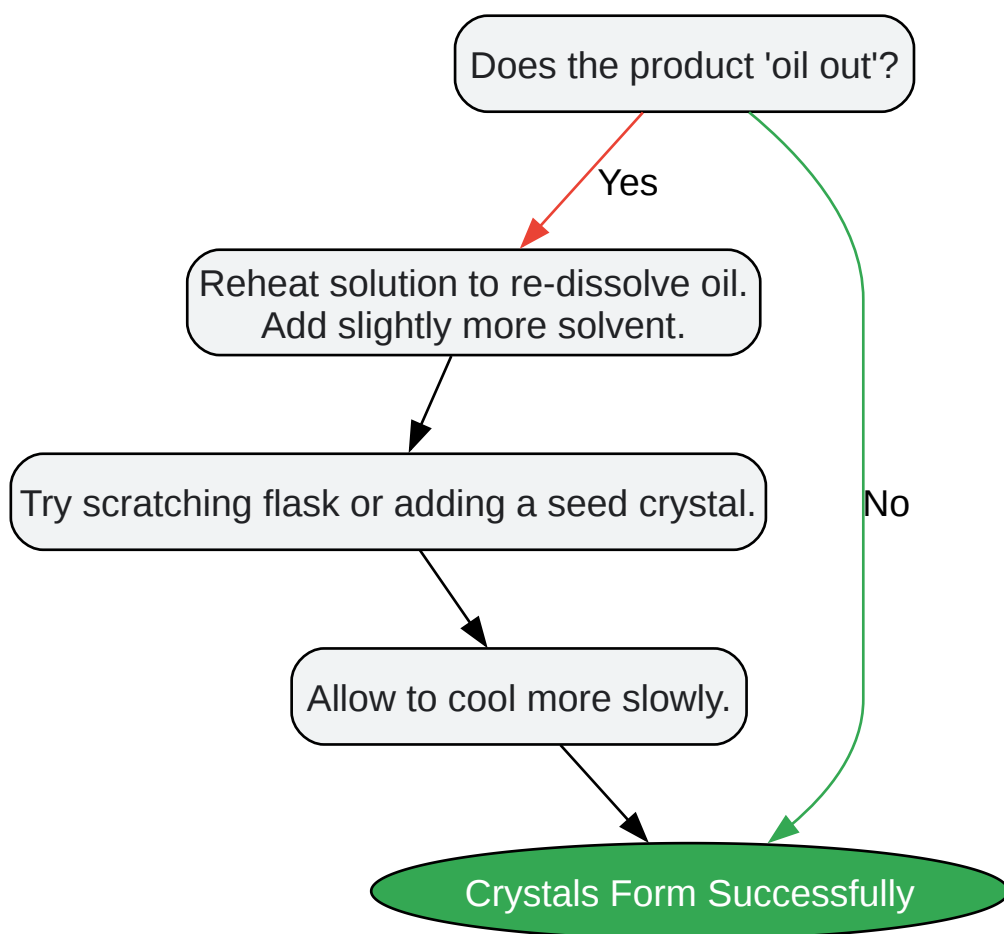 Does the product 'oil out'?
Yes
Reheat solution to re-dissolve oil.
Add slightly more solvent.
Try scratching flask or adding a seed crystal.
No
Allow to cool more slowly.
Crystals Form Successfully